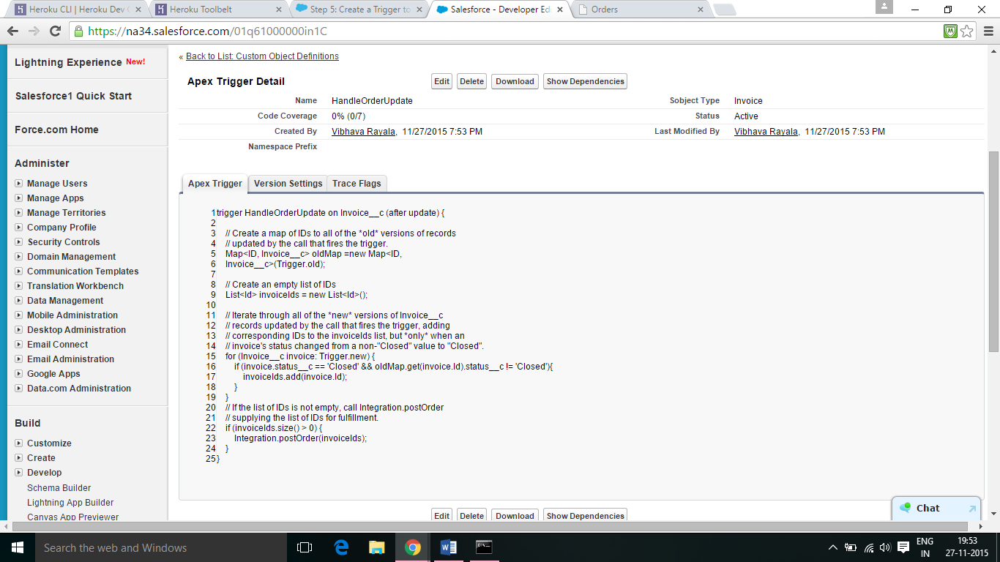 Heroku CLI | Heroku Dev C
Heroku Toolbelt
Step 5: Create a Trigger to
Salesforce - Developer Edi
Orders
https://na34.salesforce.com/01q61000000in1C
Lightning Experience New!
Salesforce1 Quick Start
Force.com Home
Administer
Manage Users
Manage Apps
Manage Territories
Company Profile
Security Controls
Domain Management
Communication Templates
Translation Workbench
Data Management
Mobile Administration
Desktop Administration
Email Connect
Email Administration
Google Apps
Data.com Administration
Build
Customize
Create
Develop
Schema Builder
Lightning App Builder
Canvas App Previewer
« Back to List: Custom Object Definitions
Apex Trigger Detail
Edit Delete Download Show Dependencies
Name HandleOrderUpdate Sobject Type Invoice
Code Coverage 0% (0/7) Status Active
Created By Vibhava Rayala, 11/27/2015 7:53 PM Last Modified By Vibhava Rayala, 11/27/2015 7:53 PM
Namespace Prefix
Apex Trigger Version Settings Trace Flags
1 trigger HandleOrderUpdate on Invoice__c (after update) {
2
3 // Create a map of IDs to all of the *old* versions of records
4 // updated by the call that fires the trigger.
5 Map<ID, Invoice__c> oldMap =new Map<ID,
6 Invoice__c>(Trigger.old);
7
8 // Create an empty list of IDs
9 List<Id> invoiceIds = new List<Id>();
10
11 // Iterate through all of the *new* versions of Invoice__c
12 // records updated by the call that fires the trigger, adding
13 // corresponding IDs to the invoiceIds list, but *only* when an
14 // invoice's status changed from a non-"Closed" value to "Closed".
15 for (Invoice__c invoice: Trigger.new) {
16 if (invoice.status__c == 'Closed' && oldMap.get(invoice.Id).status__c != 'Closed'){
17 invoiceIds.add(invoice.Id);
18 }
19 }
20 // If the list of IDs is not empty, call Integration.postOrder
21 // supplying the list of IDs for fulfillment.
22 if (invoiceIds.size() > 0) {
23 Integration.postOrder(invoiceIds);
24 }
25 }
Edit Delete Download Show Dependencies
Chat
Search the web and Windows
ENG
IN
19:53
27-11-2015